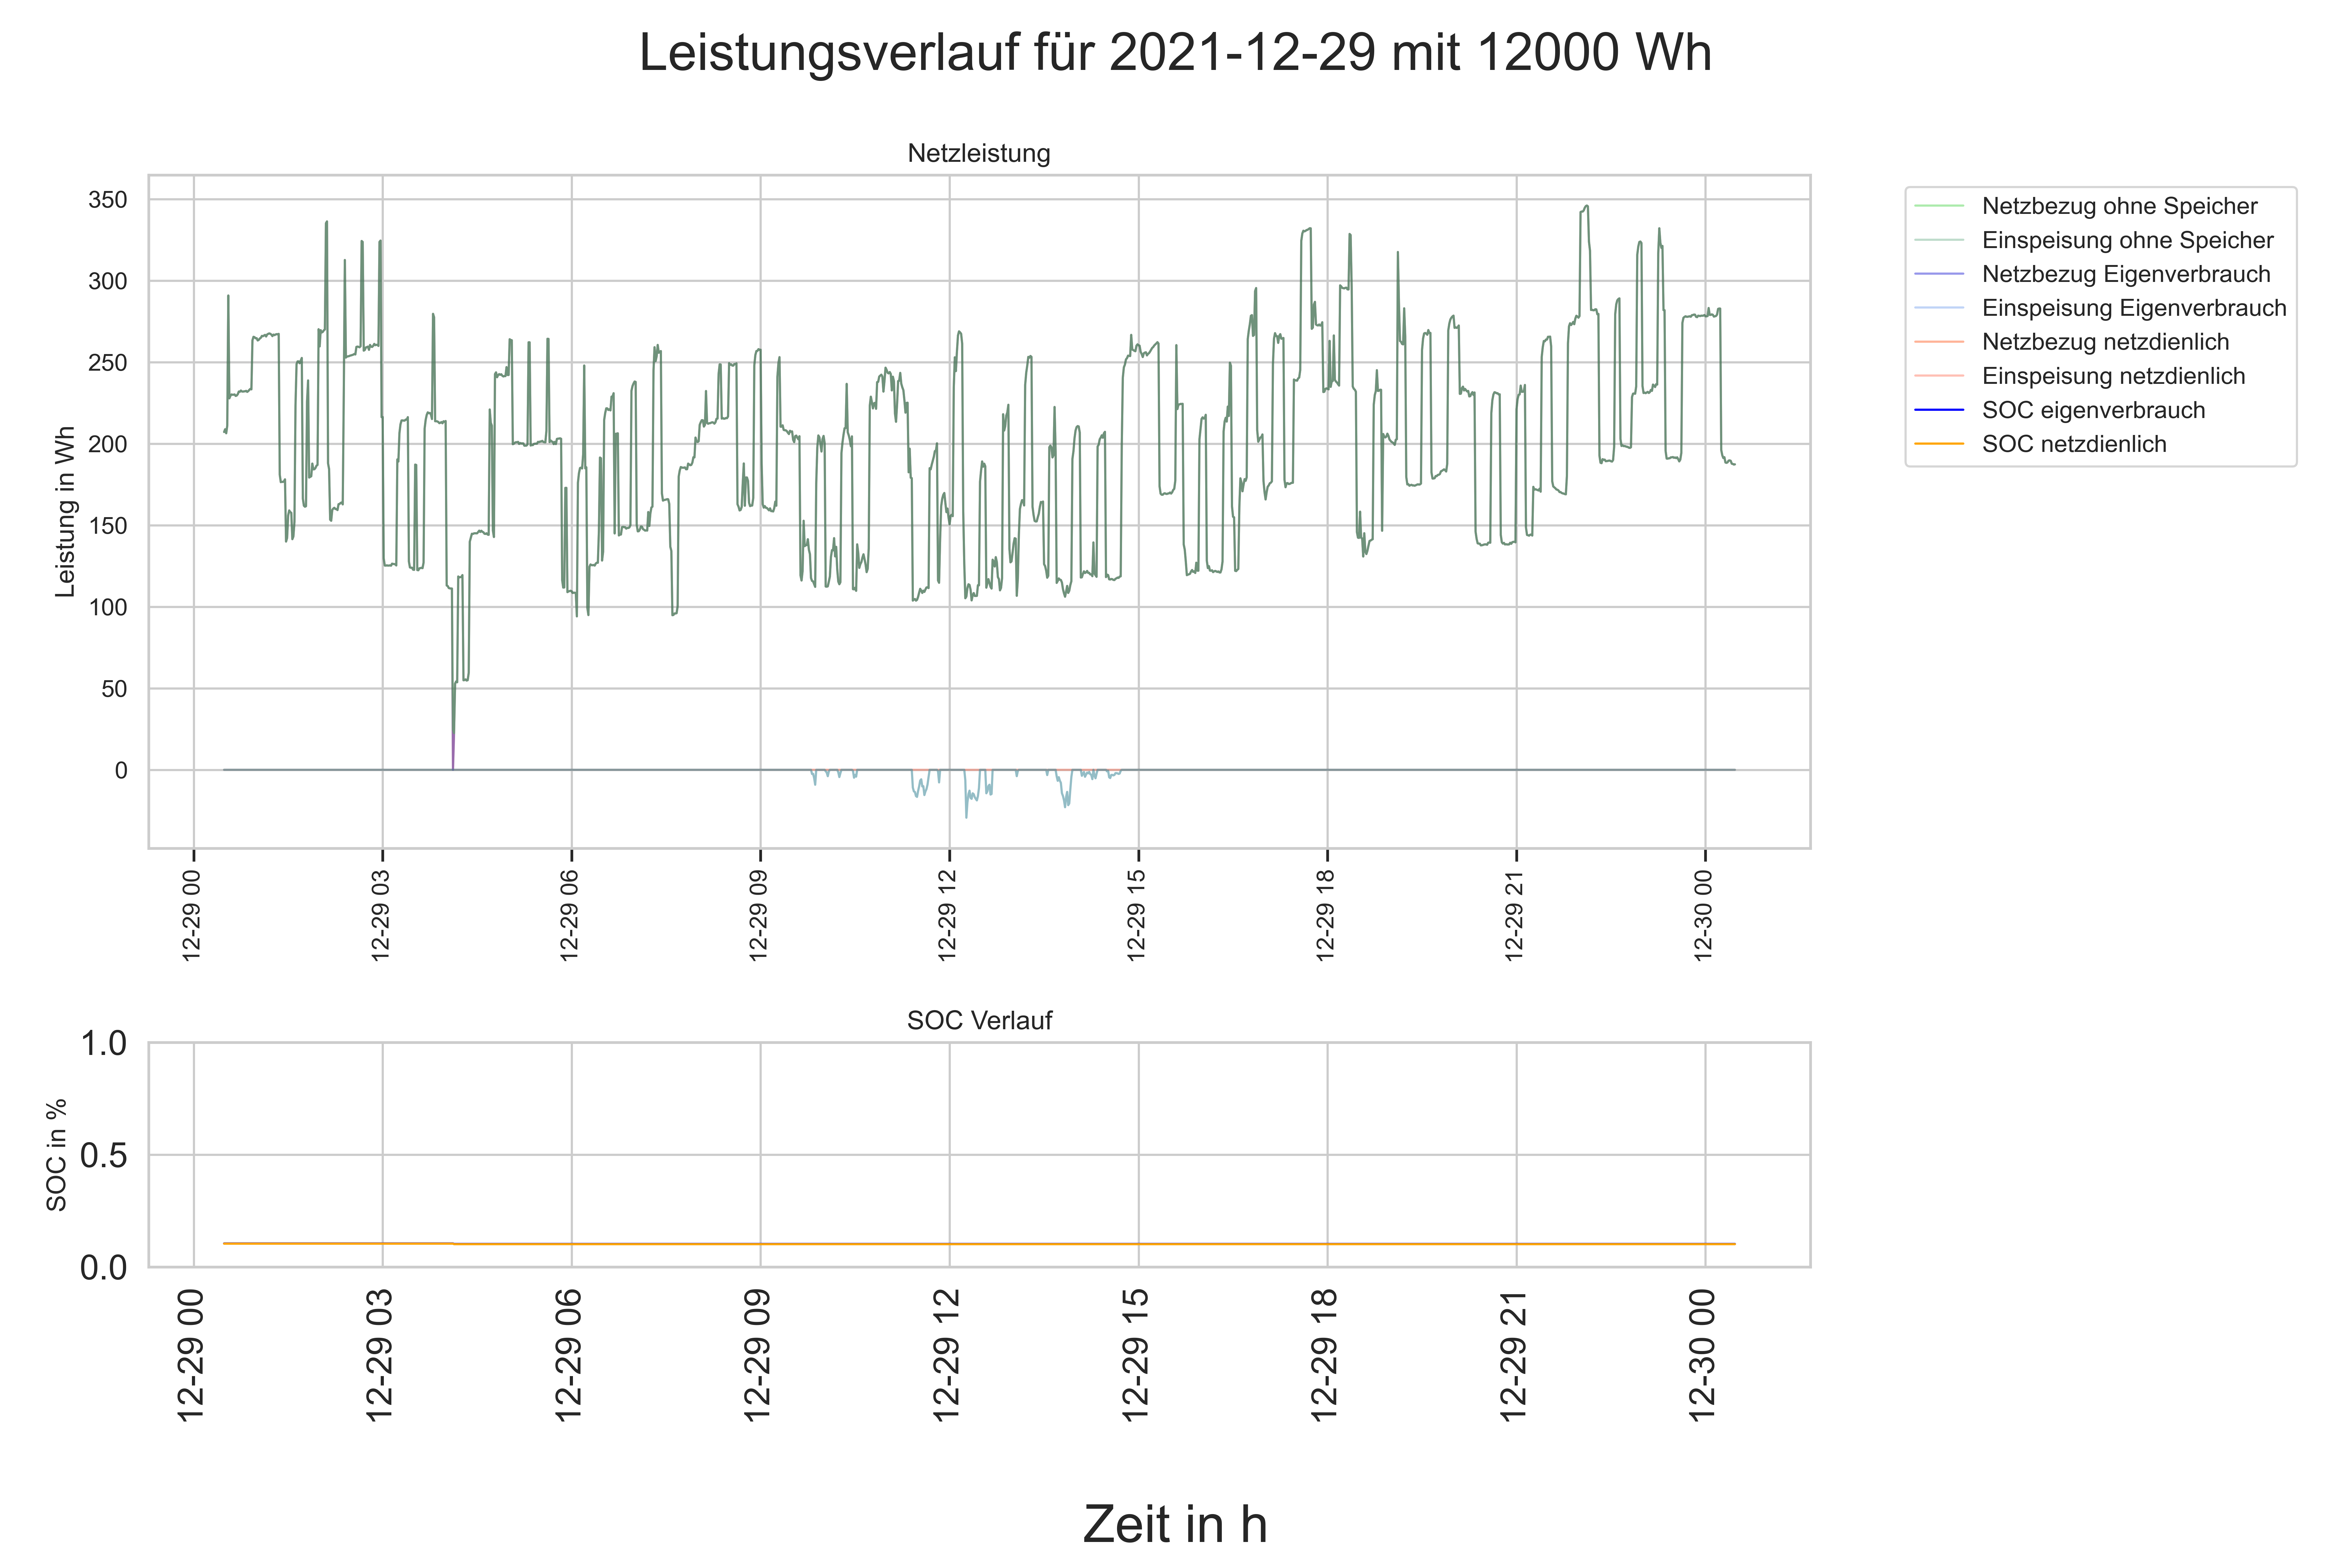 Leistungsverlauf für 2021-12-29 mit 12000 Wh
Netzleistung
Leistung in Wh
350
300
250
200
150
100
50
0
12-29 00
12-29 03
12-29 06
12-29 09
12-29 12
12-29 15
12-29 18
12-29 21
12-30 00
Netzbezug ohne Speicher
Einspeisung ohne Speicher
Netzbezug Eigenverbrauch
Einspeisung Eigenverbrauch
Netzbezug netzdienlich
Einspeisung netzdienlich
SOC eigenverbrauch
SOC netzdienlich
SOC Verlauf
SOC in %
1.0
0.5
0.0
12-29 00
12-29 03
12-29 06
12-29 09
12-29 12
12-29 15
12-29 18
12-29 21
12-30 00
Zeit in h